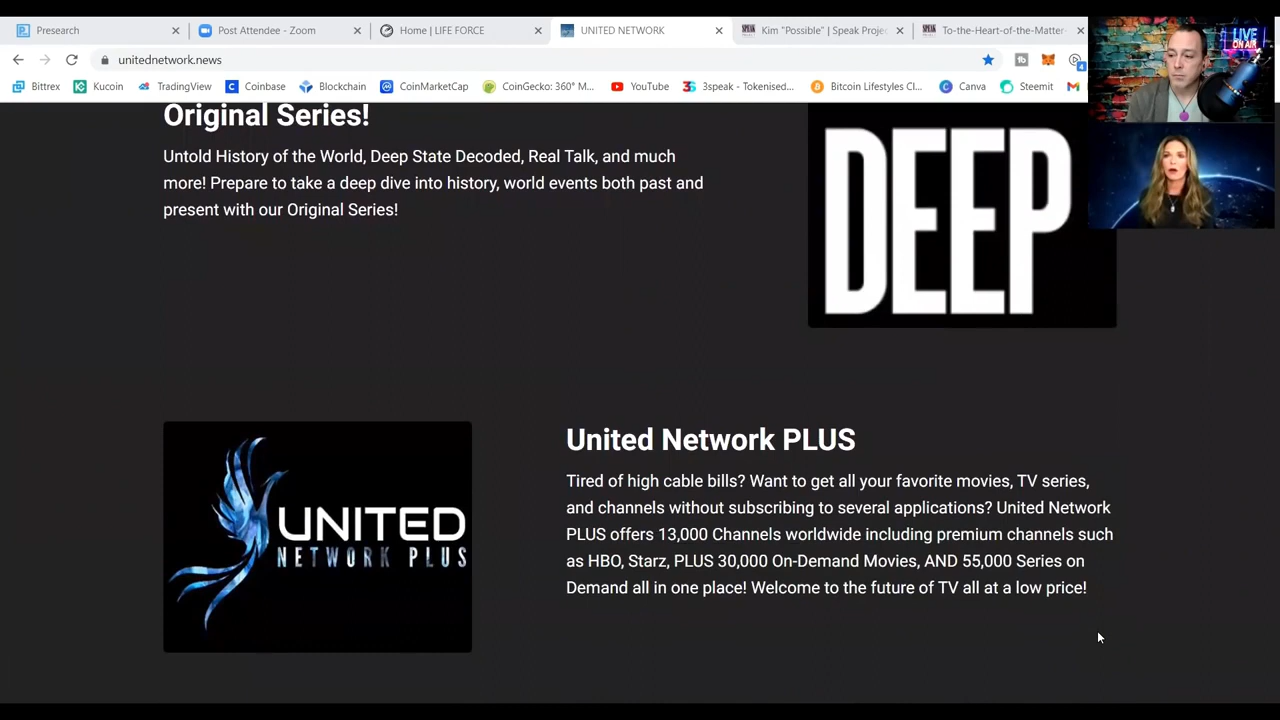 Presearch
Post Attendee - Zoom
Home | LIFE FORCE
UNITED NETWORK
Kim "Possible" | Speak Projec
To-the-Heart-of-the-Matter-
unitednetwork.news
Bittrex
Kucoin
TradingView
Coinbase
Blockchain
CoinMarketCap
CoinGecko: 360° M...
YouTube
3speak - Tokenised...
Bitcoin Lifestyles Cl...
Canva
Steemit
LIVE
ON AIR
Original Series!
Untold History of the World, Deep State Decoded, Real Talk, and much
more! Prepare to take a deep dive into history, world events both past and
present with our Original Series!
DEEP
UNITED
NETWORK PLUS
United Network PLUS
Tired of high cable bills? Want to get all your favorite movies, TV series,
and channels without subscribing to several applications? United Network
PLUS offers 13,000 Channels worldwide including premium channels such
as HBO, Starz, PLUS 30,000 On-Demand Movies, AND 55,000 Series on
Demand all in one place! Welcome to the future of TV all at a low price!